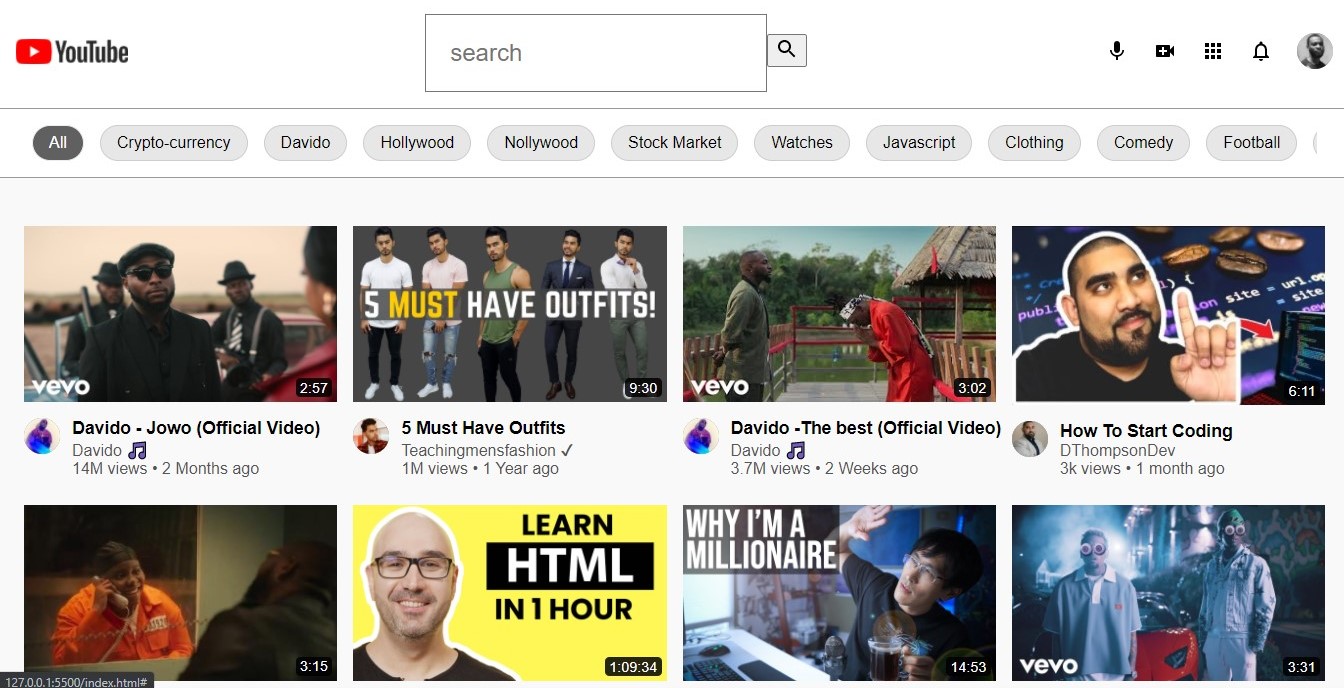 YouTube
search
All
Crypto-currency
Davido
Hollywood
Nollywood
Stock Market
Watches
Javascript
Clothing
Comedy
Football
vevo
2:57
5 MUST HAVE OUTFITS!
9:30
vevo
3:02
site = url.op
publi
6:11
Davido - Jowo (Official Video)
Davido 🎵
14M views • 2 Months ago
5 Must Have Outfits
Teachingmensfashion ✓
1M views • 1 Year ago
Davido -The best (Official Video)
Davido 🎵
3.7M views • 2 Weeks ago
How To Start Coding
DThompsonDev
3k views • 1 month ago
3:15
LEARN
HTML
IN 1 HOUR
1:09:34
WHY I'M A
MILLIONAIRE
14:53
vevo
3:31
127.0.0.1:5500/index.html#